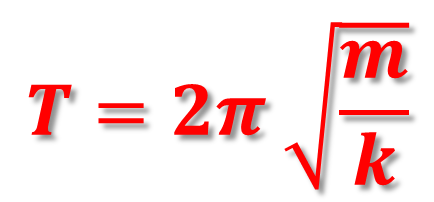 T = 2π √(m/k)